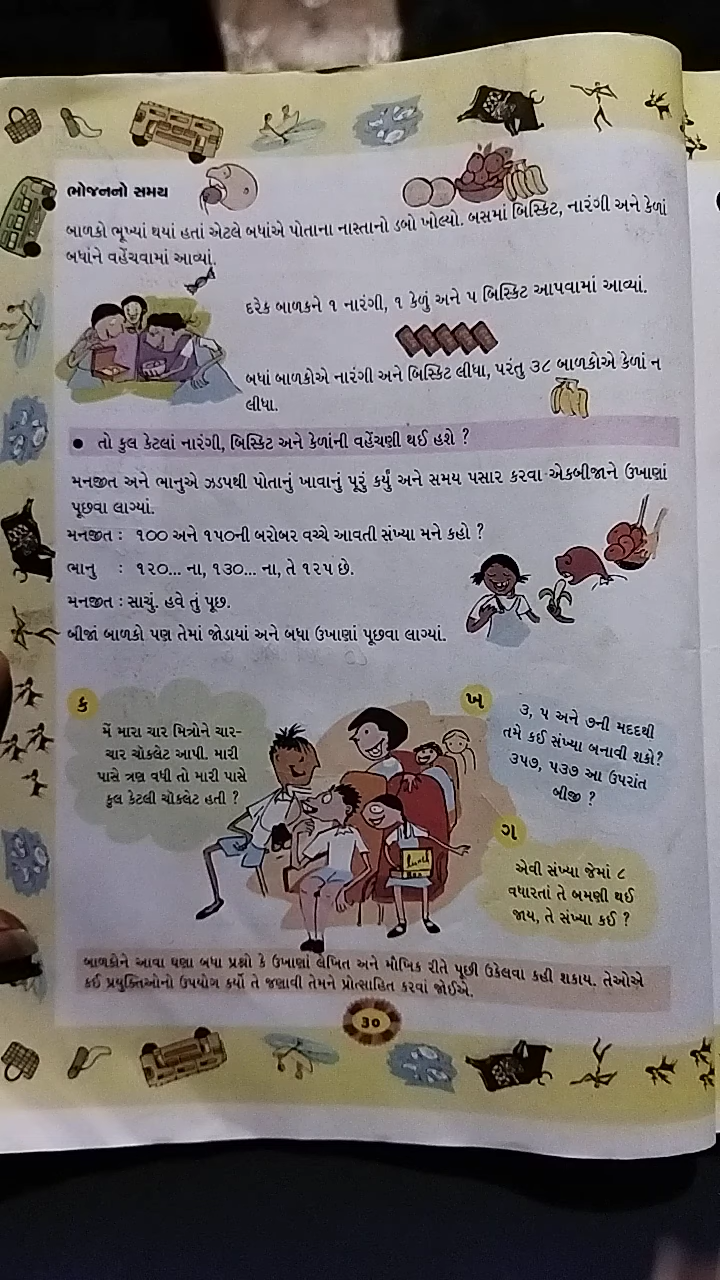 ભોજનનો સમય
બાળકો ભૂખ્યાં થયાં હતાં એટલે બધાંએ પોતાના નાસ્તાનો ડબો ખોલ્યો. બસમાં બિસ્કિટ, નારંગી અને કેળાં
બધાંને વહેંચવામાં આવ્યાં.
દરેક બાળકને ૧ નારંગી, ૧ કેળું અને ૫ બિસ્કિટ આપવામાં આવ્યાં.
બધાં બાળકોએ નારંગી અને બિસ્કિટ લીધા, પરંતુ ૩૮ બાળકોએ કેળાં ન
લીધા.
● તો કુલ કેટલાં નારંગી, બિસ્કિટ અને કેળાંની વહેંચણી થઈ હશે ?
મનજીત અને ભાનુએ ઝડપથી પોતાનું ખાવાનું પૂરું કર્યું અને સમય પસાર કરવા એકબીજાને ઉખાણાં
પૂછવા લાગ્યાં.
મનજીત : ૧૦૦ અને ૧૫૦ની બરોબર વચ્ચે આવતી સંખ્યા મને કહો ?
ભાનુ : ૧૨૦... ના, ૧૩૦... ના, તે ૧૨૫ છે.
મનજીત : સાચું. હવે તું પૂછ.
બીજાં બાળકો પણ તેમાં જોડાયાં અને બધા ઉખાણાં પૂછવા લાગ્યાં.
ક
મેં મારા ચાર મિત્રોને ચાર-
ચાર ચોકલેટ આપી. મારી
પાસે ત્રણ વધી તો મારી પાસે
કુલ કેટલી ચૉકલેટ હતી ?
ખ
૩, ૫ અને ૭ની મદદથી
તમે કઈ સંખ્યા બનાવી શકો?
૩૫૭, ૫૩૭ આ ઉપરાંત
બીજી ?
ગ
એવી સંખ્યા જેમાં ૮
વધારતાં તે બમણી થઈ
જાય, તે સંખ્યા કઈ ?
lunch
બાળકોને આવા ઘણા બધા પ્રશ્નો કે ઉખાણાં લેખિત અને મૌખિક રીતે પૂછી ઉકેલવા કહી શકાય. તેઓએ
કઈ પ્રયુક્તિઓનો ઉપયોગ કર્યો તે જણાવી તેમને પ્રોત્સાહિત કરવાં જોઈએ.
30